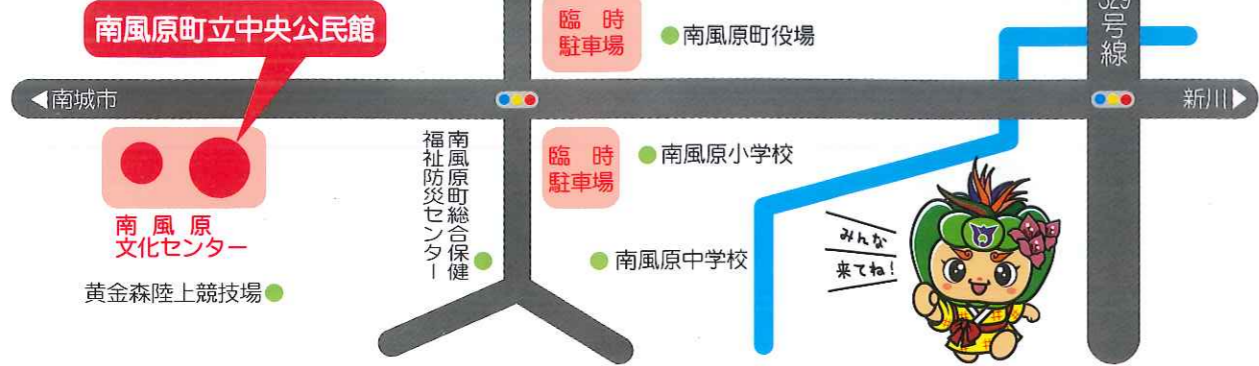 南風原町立中央公民館
臨時
駐車場
南風原町役場
329
号
線
◀南城市
新川▶
南風原町総合保健
福祉防災センター
臨時
駐車場
南風原小学校
南風原
文化センター
南風原中学校
みんな
来てね!
黄金森陸上競技場